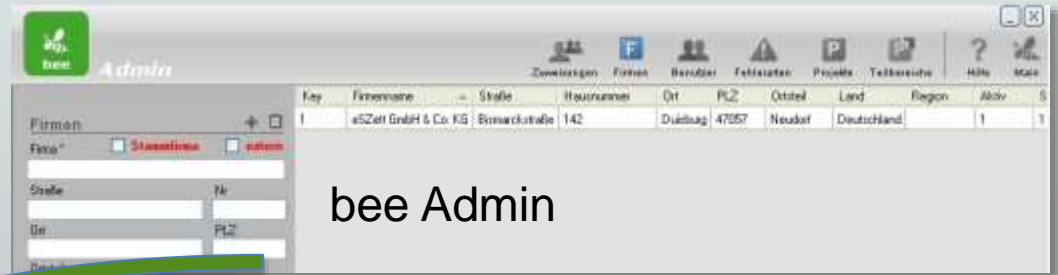 bee
Admin
Zuweisungen Firmen Benutzer Fehlerarten Projekte Teilbereiche Hilfe Main
Key Firmenname Straße Hausnummer Ort PLZ Ortsteil Land Region Aktiv S
1 eSZett GmbH & Co. KG Bismarckstraße 142 Duisburg 47057 Neudorf Deutschland 1 1
Firmen
Firma* Stammfirma extern
Straße Nr
Ort PLZ
bee Admin